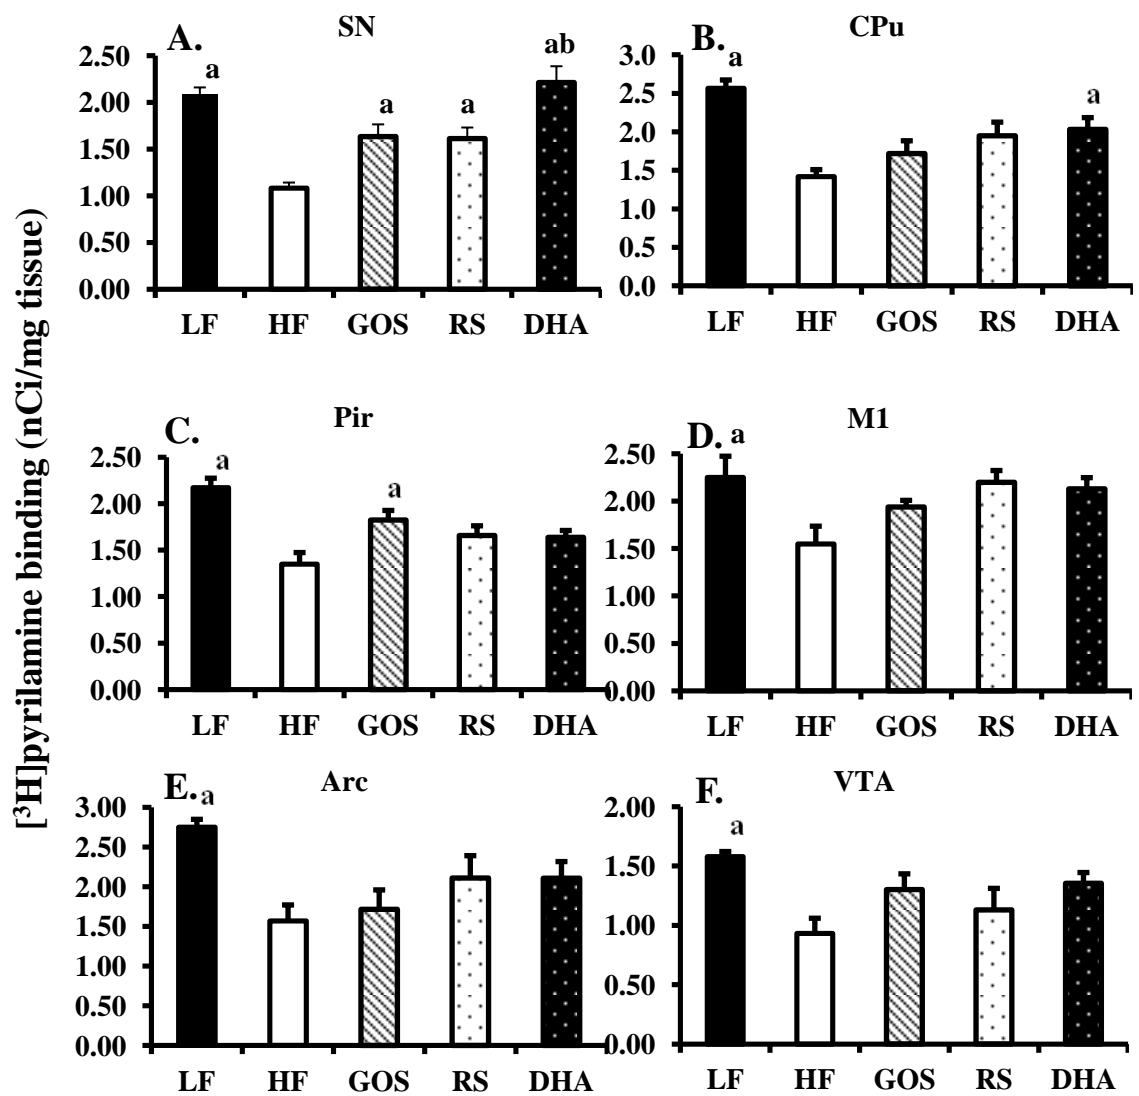 [³H]pyrilamine binding (nCi/mg tissue)
A.
SN
2.50
2.00
1.50
1.00
0.50
0.00
a
a
a
ab
LF HF GOS RS DHA
B.
CPu
3.0
2.5
2.0
1.5
1.0
0.5
0.0
a
a
LF HF GOS RS DHA
C.
Pir
2.50
2.00
1.50
1.00
0.50
0.00
a
a
LF HF GOS RS DHA
D.
M1
2.50
2.00
1.50
1.00
0.50
0.00
a
LF HF GOS RS DHA
E.
Arc
3.00
2.50
2.00
1.50
1.00
0.50
0.00
a
LF HF GOS RS DHA
F.
VTA
2.00
1.50
1.00
0.50
0.00
a
LF HF GOS RS DHA